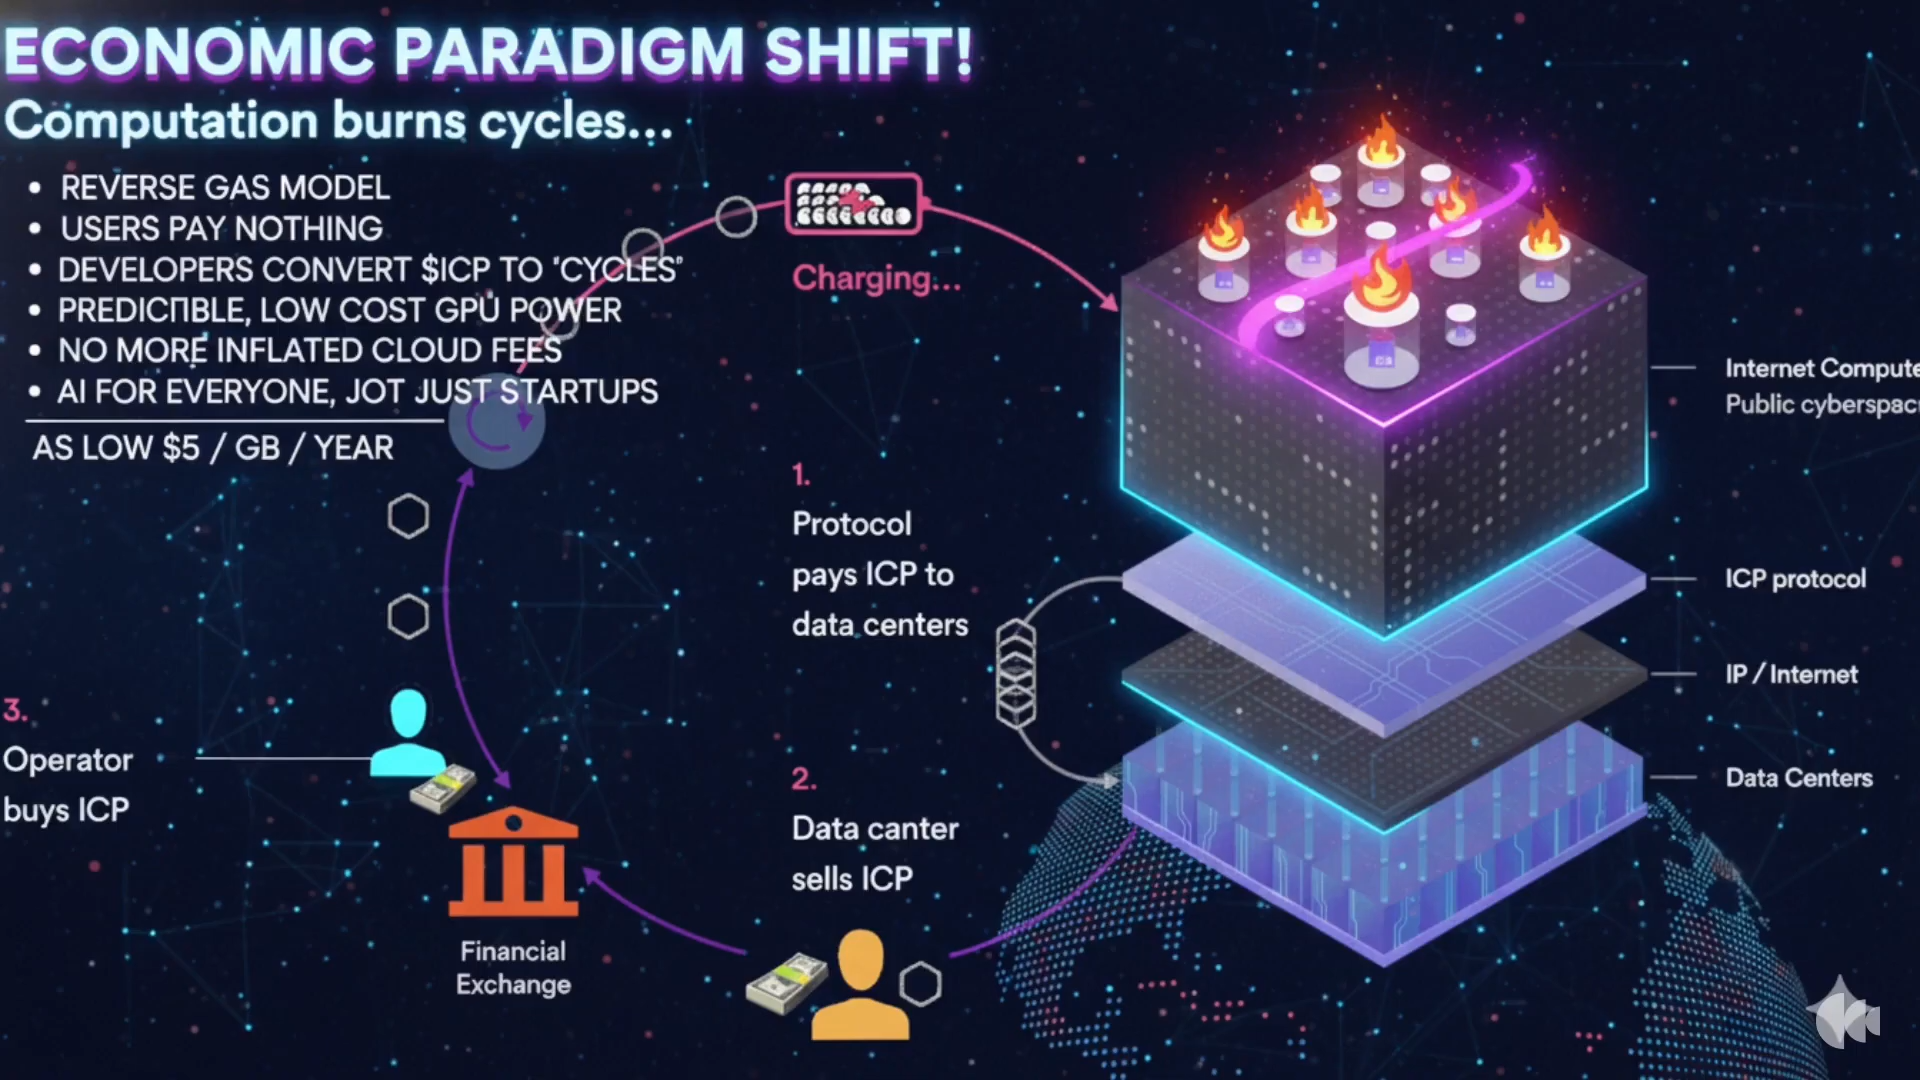 ECONOMIC PARADIGM SHIFT!
Computation burns cycles...
• REVERSE GAS MODEL
• USERS PAY NOTHING
• DEVELOPERS CONVERT $ICP TO "CYCLES"
• PREDICПBLE, LOW COST GPU POWER
• NO MORE INFLATED CLOUD FEES
• AI FOR EVERYONE, JOT JUST STARTUPS
AS LOW $5 / GB / YEAR
Charging...
Internet Compute
Public cyberspac
1.
Protocol
pays ICP to
data centers
ICP protocol
IP / Internet
Data Centers
3.
Operator
buys ICP
2.
Data canter
sells ICP
Financial
Exchange